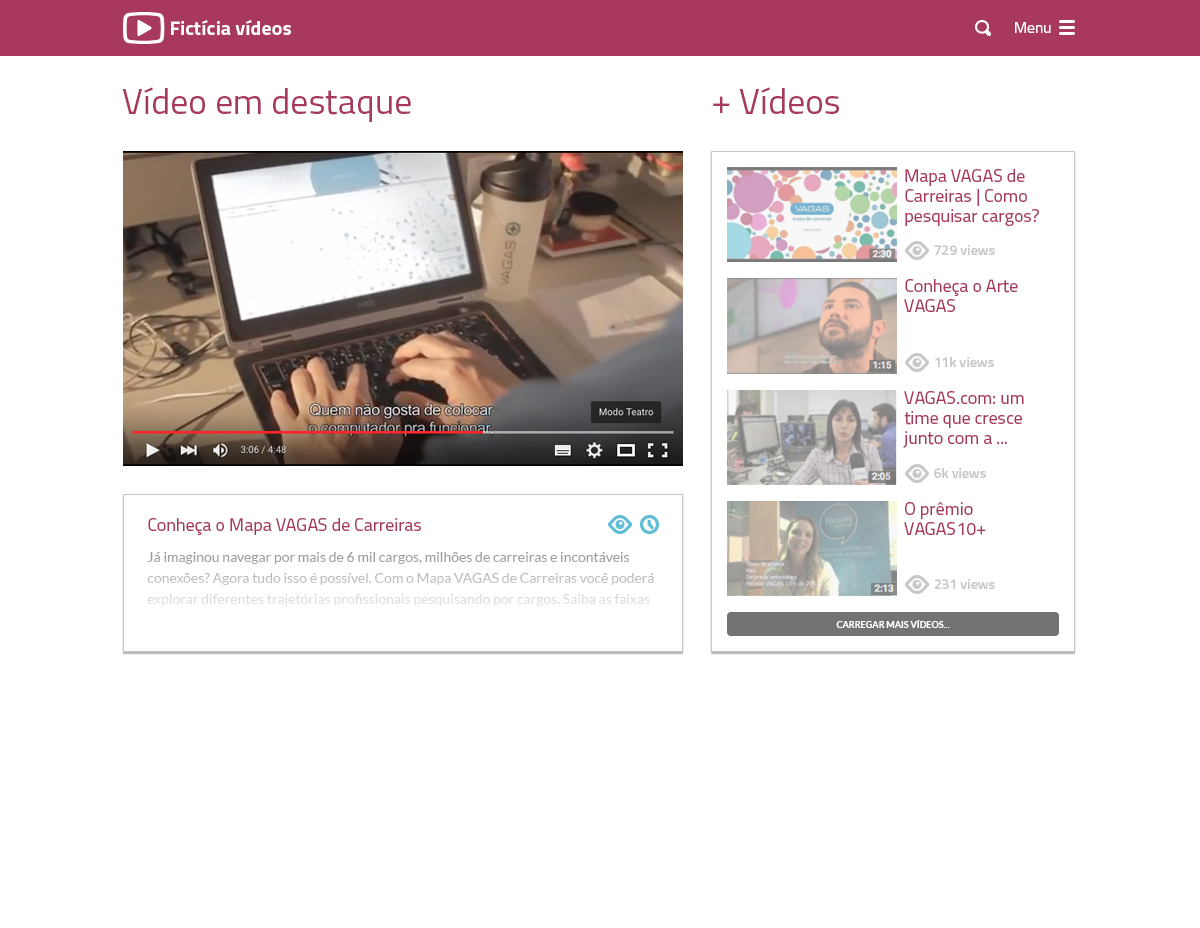 Fictícia vídeos
Menu
Vídeo em destaque
VAGAS
Quem não gosta de colocar
o computador pra funcionar,
Modo Teatro
3:06 / 4:48
Conheça o Mapa VAGAS de Carreiras
Já imaginou navegar por mais de 6 mil cargos, milhões de carreiras e incontáveis
conexões? Agora tudo isso é possível. Com o Mapa VAGAS de Carreiras você poderá
explorar diferentes trajetórias profissionais pesquisando por cargos. Saiba as faixas
+ Vídeos
VAGAS
mapa de carreiras
2:30
Mapa VAGAS de
Carreiras | Como
pesquisar cargos?
729 views
1:15
Conheça o Arte
VAGAS
11k views
2:05
VAGAS.com: um
time que cresce
junto com a ...
6k views
forum
Empresa vencedora
2:13
O prêmio
VAGAS10+
231 views
CARREGAR MAIS VÍDEOS...